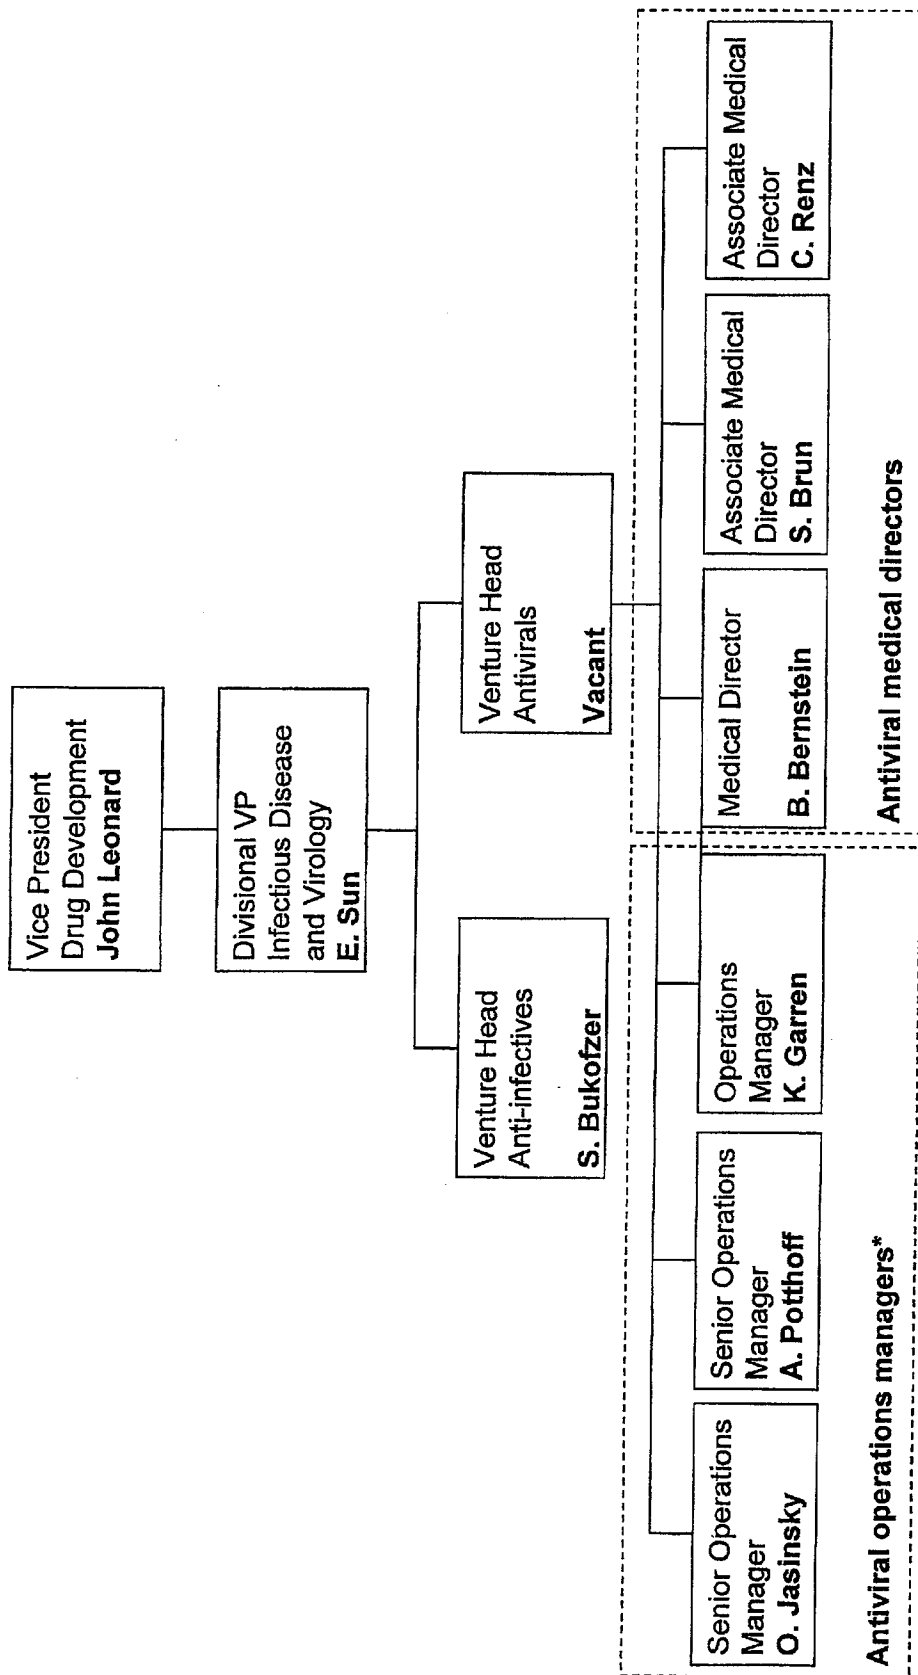 Vice President
Drug Development
John Leonard
Divisional VP
Infectious Disease
and Virology
E. Sun
Venture Head
Anti-infectives
S. Bukofzer
Venture Head
Antivirals
Vacant
Senior Operations
Manager
O. Jasinsky
Senior Operations
Manager
A. Potthoff
Operations
Manager
K. Garren
Medical Director
B. Bernstein
Associate Medical
Director
S. Brun
Associate Medical
Director
C. Renz
Antiviral operations managers*
Antiviral medical directors